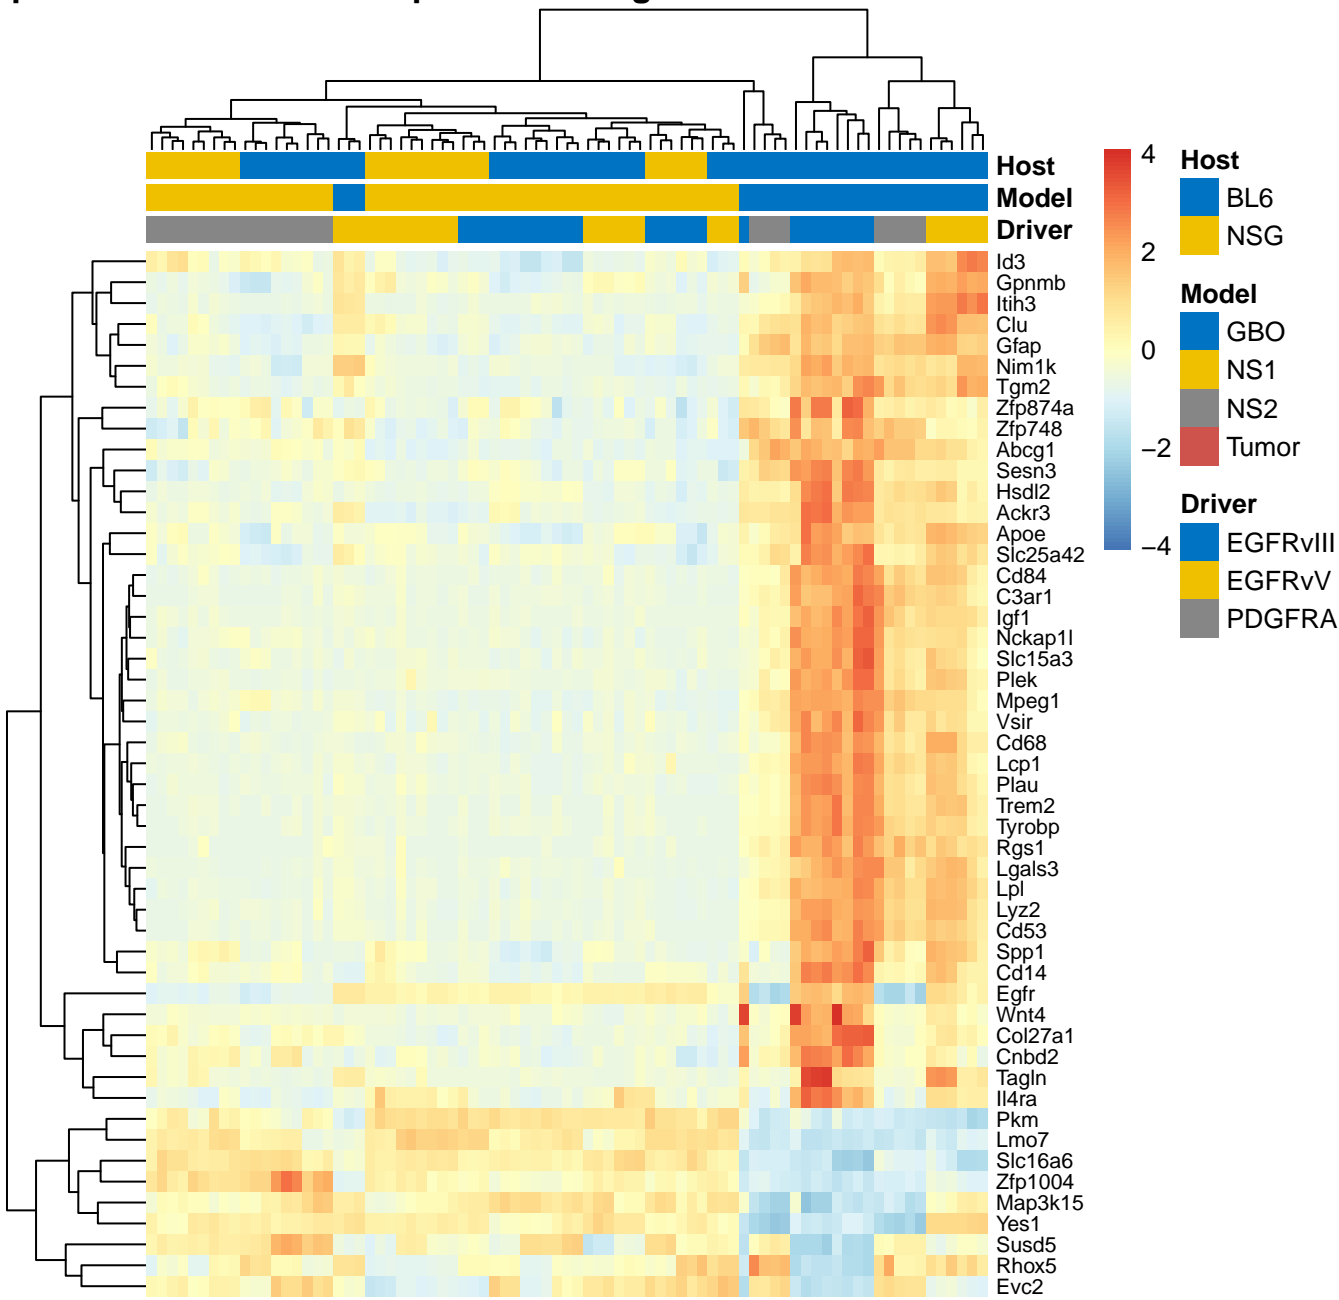 Host
Model
Driver
Id3
Gpnmb
Itih3
Clu
Gfap
Nim1k
Tgm2
Zfp874a
Zfp748
Abcg1
Sesn3
Hsdl2
Ackr3
Apoe
Slc25a42
Cd84
C3ar1
Igf1
Nckap1l
Slc15a3
Plek
Mpeg1
Vsir
Cd68
Lcp1
Plau
Trem2
Tyrobp
Rgs1
Lgals3
Lpl
Lyz2
Cd53
Spp1
Cd14
Egfr
Wnt4
Col27a1
Cnbd2
Tagln
Il4ra
Pkm
Lmo7
Slc16a6
Zfp1004
Map3k15
Yes1
Susd5
Rhox5
Evc2
4
2
0
−2
−4
Host
BL6
NSG
Model
GBO
NS1
NS2
Tumor
Driver
EGFRvIII
EGFRvV
PDGFRA